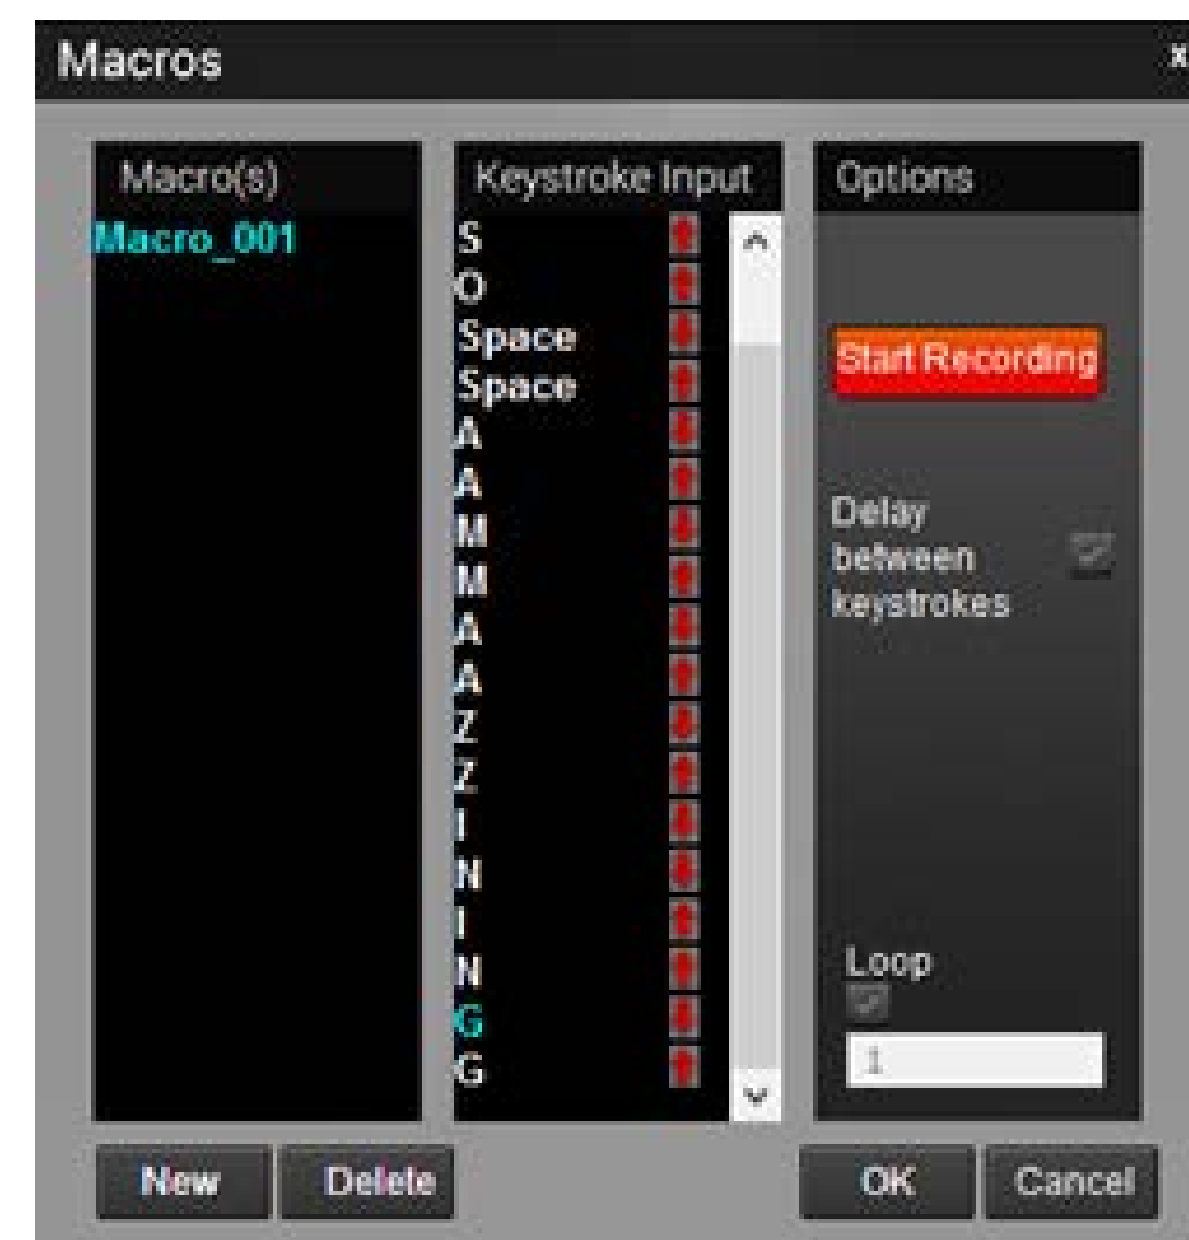 Macros x
Macro(s)
Macro_001
Keystroke Input
S
O
Space
Space
A
A
M
M
A
A
Z
Z
I
N
I
N
G
G
Options
Start Recording
Delay
between
keystrokes
Loop
1
New Delete OK Cancel